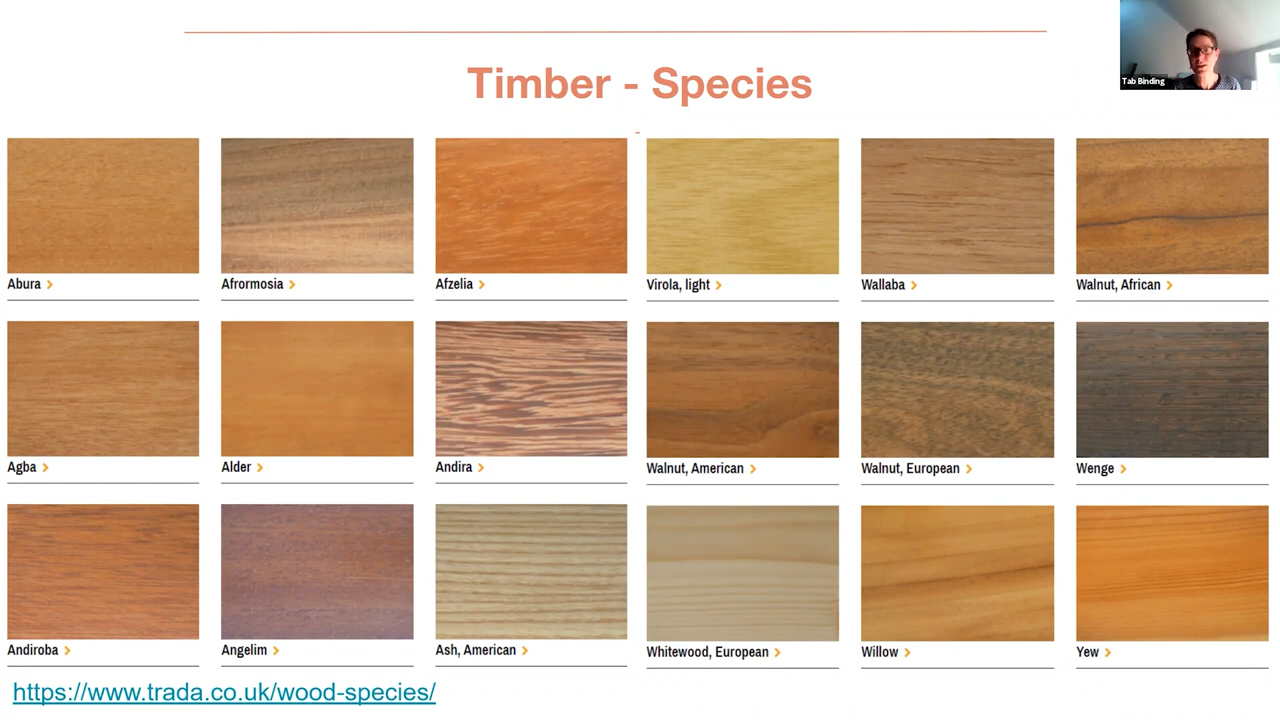 Timber - Species
Tab Binding
Abura >
Afrormosia >
Afzelia >
Virola, light >
Wallaba >
Walnut, African >
Agba >
Alder >
Andira >
Walnut, American >
Walnut, European >
Wenge >
Andiroba >
Angelim >
Ash, American >
Whitewood, European >
Willow >
Yew >
https://www.trada.co.uk/wood-species/